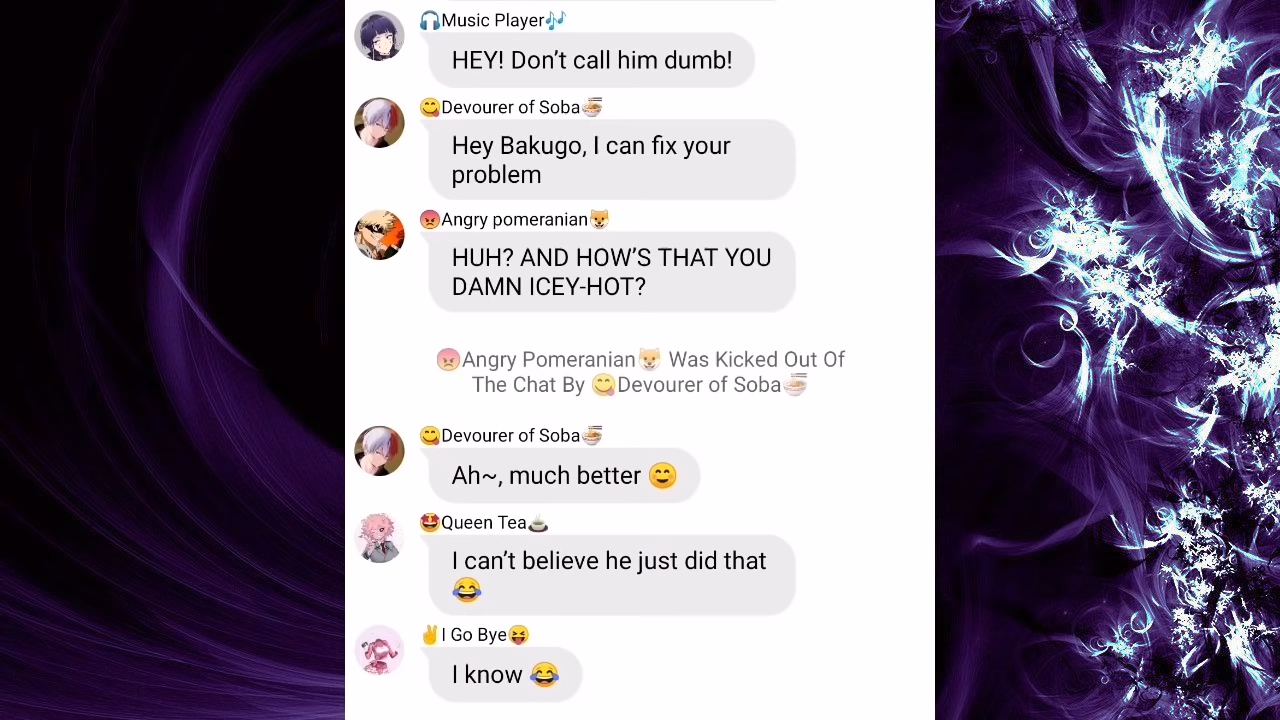 🎧Music Player🎶
HEY! Don’t call him dumb!
😋Devourer of Soba🍜
Hey Bakugo, I can fix your
problem
😡Angry pomeranian😾
HUH? AND HOW’S THAT YOU
DAMN ICEY-HOT?
😡Angry Pomeranian😾 Was Kicked Out Of
The Chat By 😋Devourer of Soba🍜
😋Devourer of Soba🍜
Ah~, much better 😊
🤩Queen Tea🍵
I can’t believe he just did that
😂
✌I Go Bye😝
I know 😂